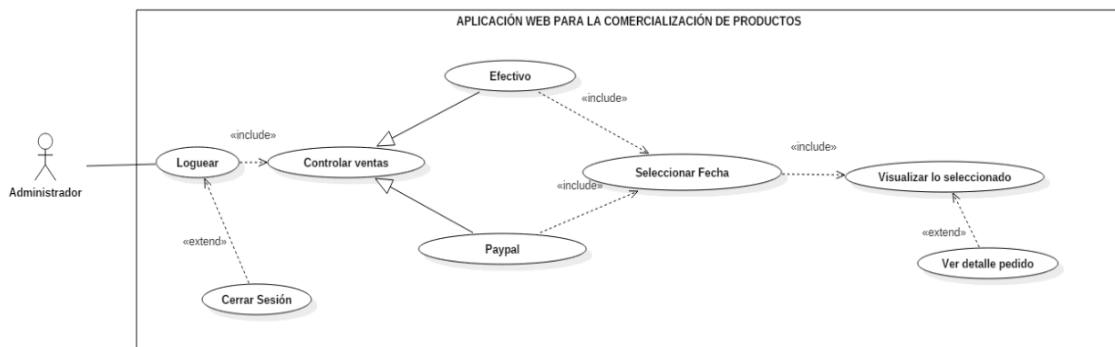 APLICACIÓN WEB PARA LA COMERCIALIZACIÓN DE PRODUCTOS
Efectivo
«include»
«include»
«include»
Administrador
Loguear
Controlar ventas
Seleccionar Fecha
Visualizar lo seleccionado
«include»
«extend»
«extend»
Paypal
Ver detalle pedido
Cerrar Sesión